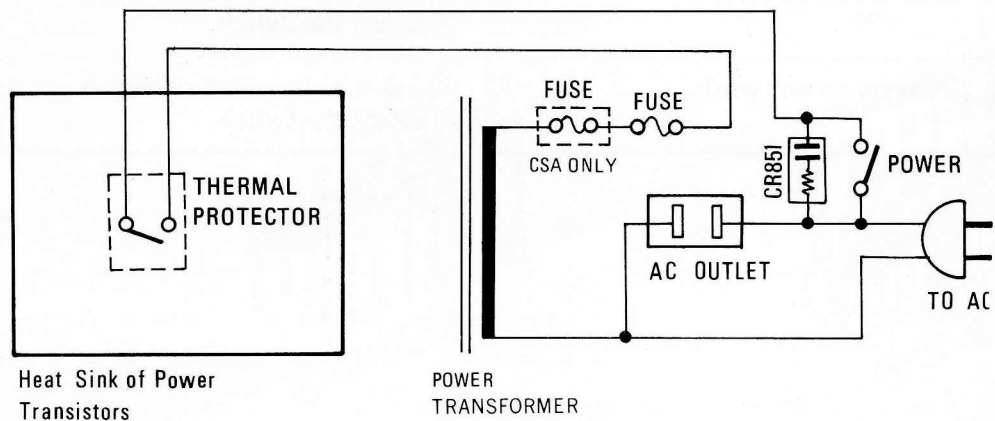 FUSE
FUSE
CSA ONLY
CR851
POWER
THERMAL
PROTECTOR
AC OUTLET
TO AC
Heat Sink of Power
Transistors
POWER
TRANSFORMER